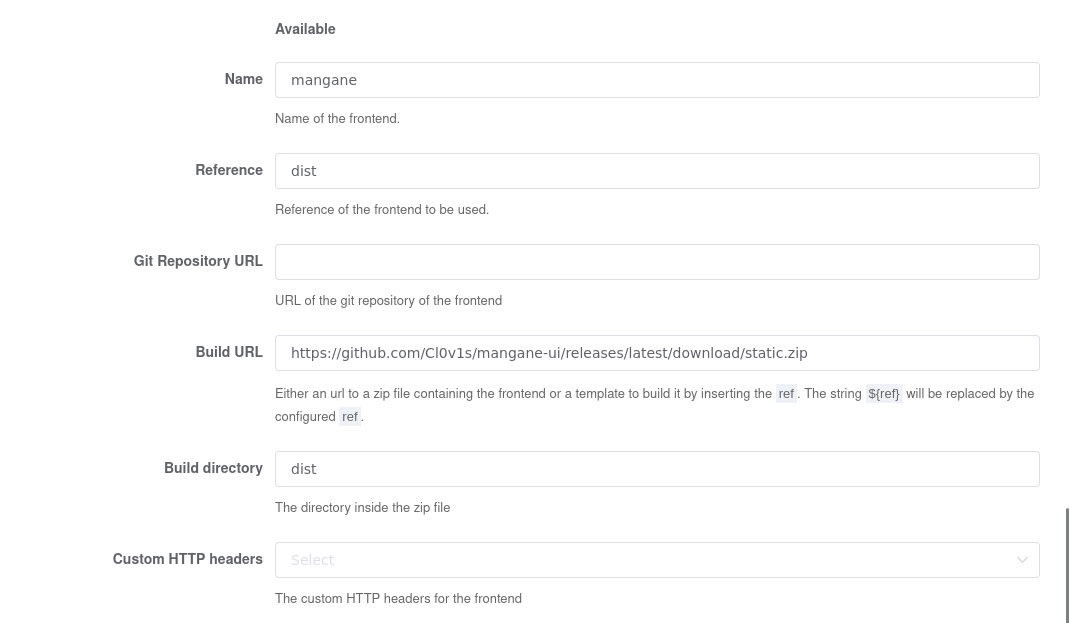 Available
Name
mangane
Name of the frontend.
Reference
dist
Reference of the frontend to be used.
Git Repository URL
URL of the git repository of the frontend
Build URL
https://github.com/Cl0v1s/mangane-ui/releases/latest/download/static.zip
Either an url to a zip file containing the frontend or a template to build it by inserting the ref . The string ${ref} will be replaced by the
configured ref .
Build directory
dist
The directory inside the zip file
Custom HTTP headers
Select
The custom HTTP headers for the frontend